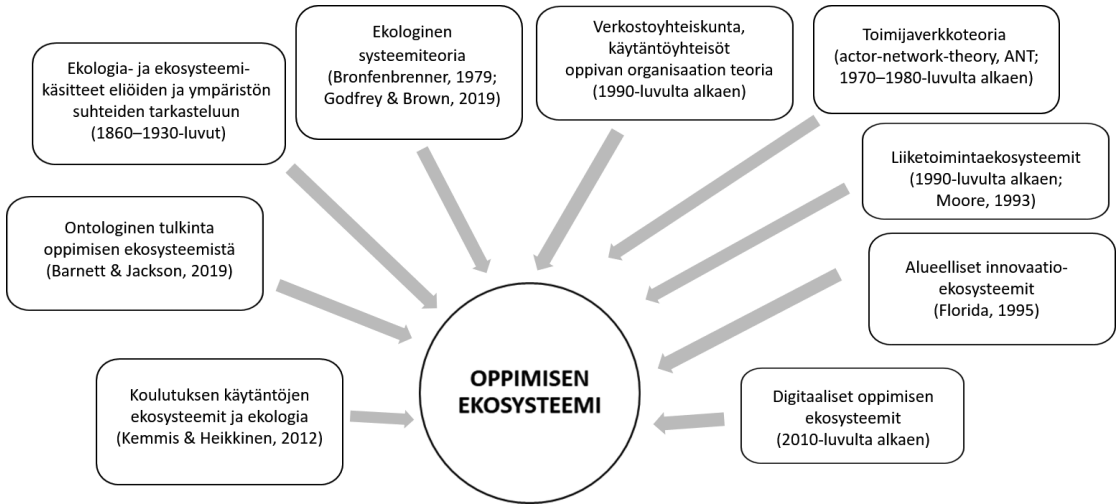 Ekologia- ja ekosysteemi-
käsitteet eliöiden ja ympäristön
suhteiden tarkasteluun
(1860–1930-luvut)
Ekologinen
systeemiteoria
(Bronfenbrenner, 1979;
Godfrey & Brown, 2019)
Verkostoyhteiskunta,
käytäntöyhteisöt
oppivan organisaation teoria
(1990-luvulta alkaen)
Toimijaverkkoteoria
(actor-network-theory, ANT;
1970–1980-luvulta alkaen)
Liiketoimintaekosysteemit
(1990-luvulta alkaen;
Moore, 1993)
Ontologinen tulkinta
oppimisen ekosysteemistä
(Barnett & Jackson, 2019)
Alueelliset innovaatio-
ekosysteemit
(Florida, 1995)
Koulutuksen käytäntöjen
ekosysteemit ja ekologia
(Kemmis & Heikkinen, 2012)
OPPIMISEN
EKOSYSTEEMI
Digitaaliset oppimisen
ekosysteemit
(2010-luvulta alkaen)